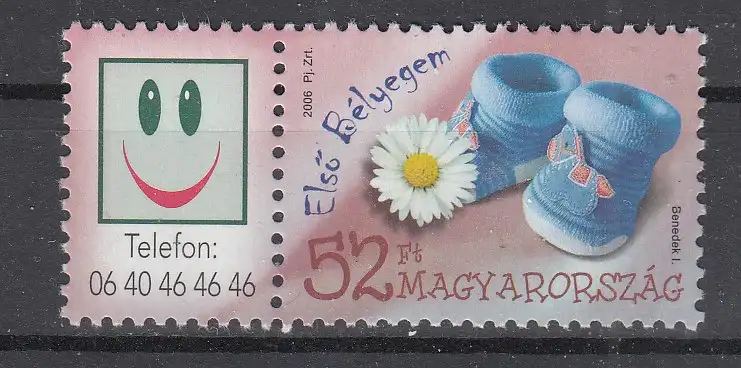 Telefon:
06 40 46 46 46
2006 Pj. Zrt.
Első Bélyegem
52 Ft
MAGYARORSZÁG
Benedek I.